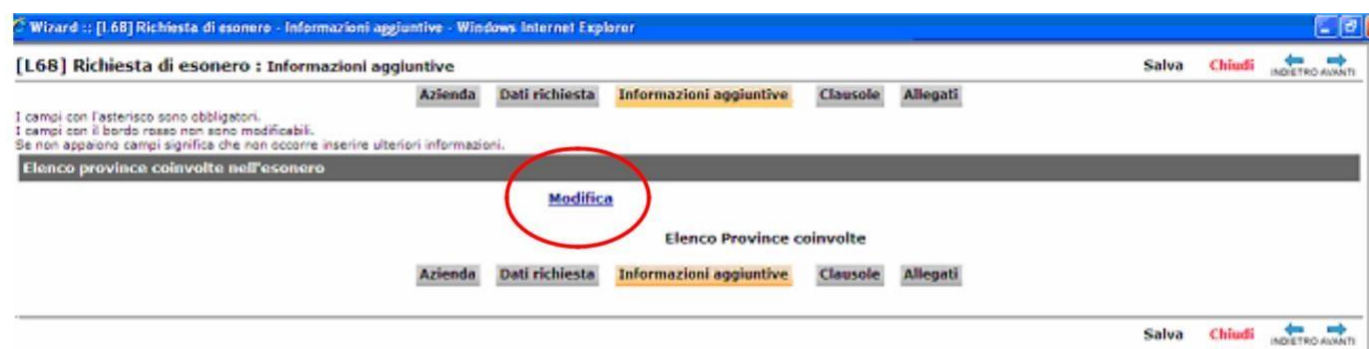 Wizard :: [L68] Richiesta di esonero - Informazioni aggiuntive - Windows Internet Explorer
[L68] Richiesta di esonero : Informazioni aggiuntive Salva Chiudi INDIETRO AVANTI
Azienda Dati richiesta Informazioni aggiuntive Clausole Allegati
I campi con l'asterisco sono obbligatori.
I campi con il bordo rosso non sono modificabili.
Se non appaiono campi significa che non occorre inserire ulteriori informazioni.
Elenco province coinvolte nell'esonero
Modifica
Elenco Province coinvolte
Azienda Dati richiesta Informazioni aggiuntive Clausole Allegati
Salva Chiudi INDIETRO AVANTI